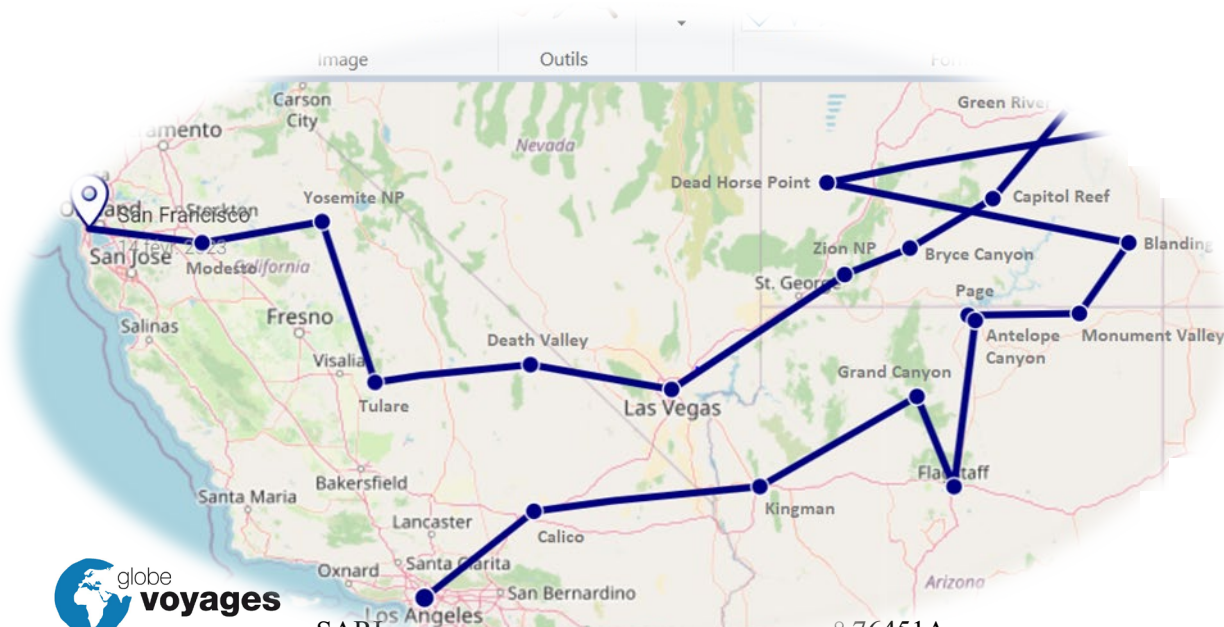 Image
Outils
Carson
City
Green River
Nevada
Dead Horse Point
Yosemite NP
Capitol Reef
Stockton
San Francisco
14 févr. 2023
San Jose
Modesto
California
Zion NP
Blanding
Bryce Canyon
St. George
Page
Salinas
Fresno
Death Valley
Antelope
Canyon
Monument Valley
Visalia
Grand Canyon
Tulare
Las Vegas
Flagstaff
Bakersfield
Santa Maria
Kingman
Lancaster
Calico
Oxnard
Santa Clarita
Arizona
San Bernardino
Los Angeles
globe
voyages